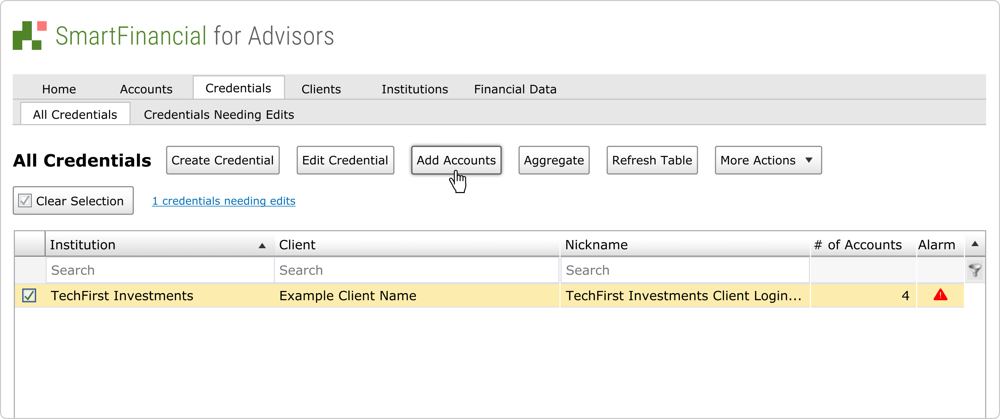 SmartFinancial for Advisors
Home Accounts Credentials Clients Institutions Financial Data
All Credentials Credentials Needing Edits
All Credentials Create Credential Edit Credential Add Accounts Aggregate Refresh Table More Actions
Clear Selection 1 credentials needing edits
Institution Client Nickname # of Accounts Alarm
Search Search Search
TechFirst Investments Example Client Name TechFirst Investments Client Login... 4